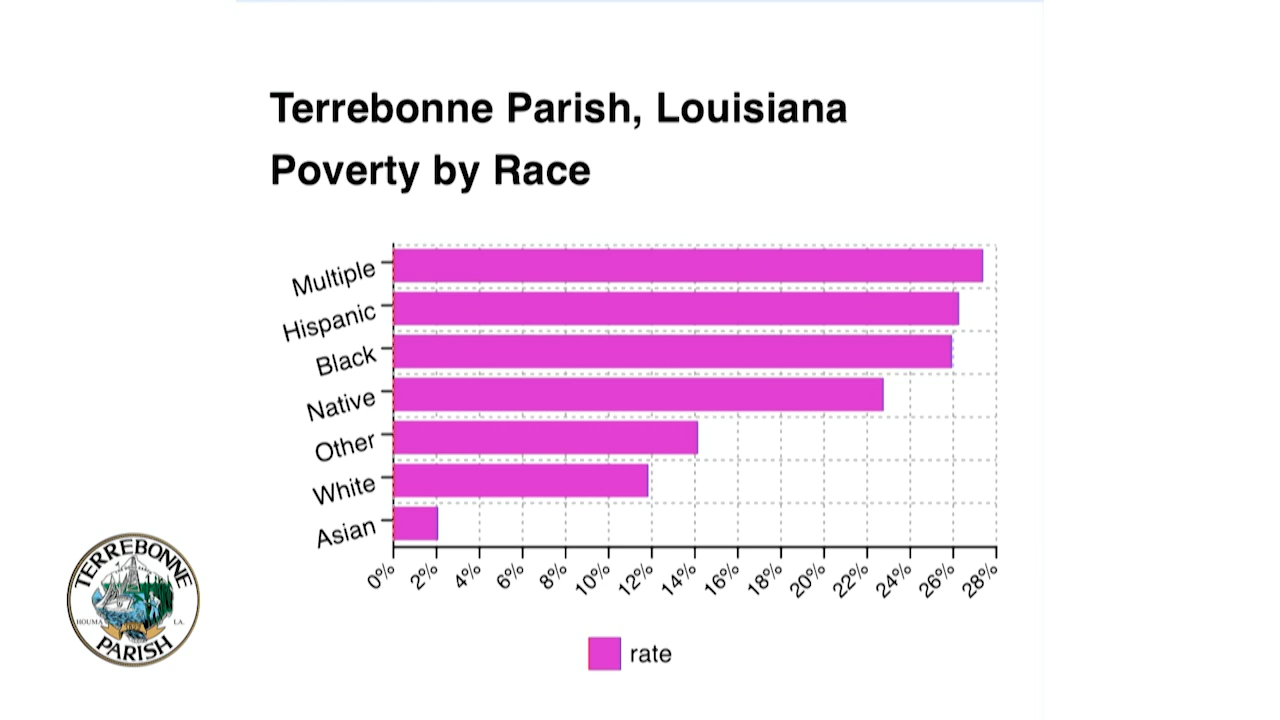 Terrebonne Parish, Louisiana
Poverty by Race
Multiple
Hispanic
Black
Native
Other
White
Asian
0% 2% 4% 6% 8% 10% 12% 14% 16% 18% 20% 22% 24% 26% 28%
rate
TERREBONNE
HOUMA LA.
PARISH